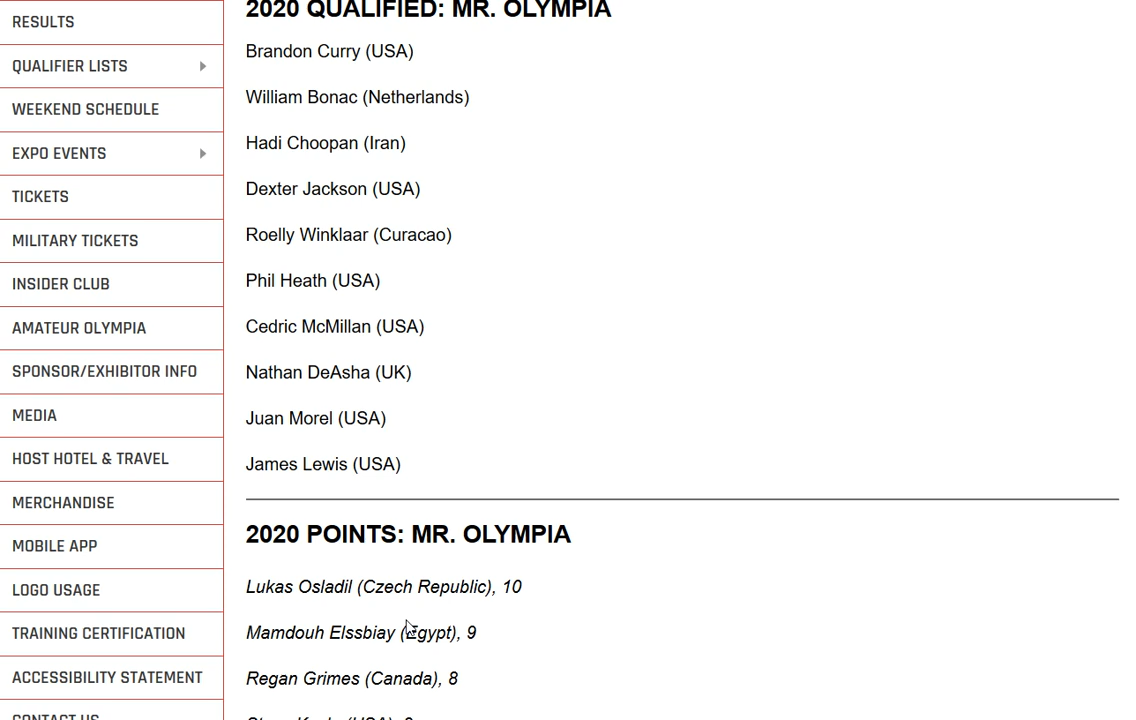 RESULTS
QUALIFIER LISTS
WEEKEND SCHEDULE
EXPO EVENTS
TICKETS
MILITARY TICKETS
INSIDER CLUB
AMATEUR OLYMPIA
SPONSOR/EXHIBITOR INFO
MEDIA
HOST HOTEL & TRAVEL
MERCHANDISE
MOBILE APP
LOGO USAGE
TRAINING CERTIFICATION
ACCESSIBILITY STATEMENT
CONTACT US
2020 QUALIFIED: MR. OLYMPIA
Brandon Curry (USA)
William Bonac (Netherlands)
Hadi Choopan (Iran)
Dexter Jackson (USA)
Roelly Winklaar (Curacao)
Phil Heath (USA)
Cedric McMillan (USA)
Nathan DeAsha (UK)
Juan Morel (USA)
James Lewis (USA)
2020 POINTS: MR. OLYMPIA
Lukas Osladil (Czech Republic), 10
Mamdouh Elssbiay (Egypt), 9
Regan Grimes (Canada), 8